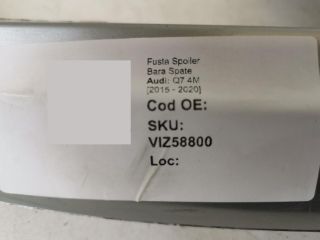 Fusta Spoiler
Bara Spate
Audi: Q7 4M
[2015 - 2020]
Cod OE:
SKU:
VIZ58800
Loc: